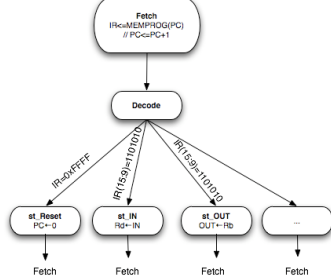 Fetch
IR<=MEMPROG(PC)
// PC<=PC+1
Decode
IR=0xFFFF
IR(15:9)=1101010
IR(15:9)=1101010
st_Reset
PC←0
st_IN
Rd←IN
st_OUT
OUT←Rb
...
Fetch
Fetch
Fetch
Fetch